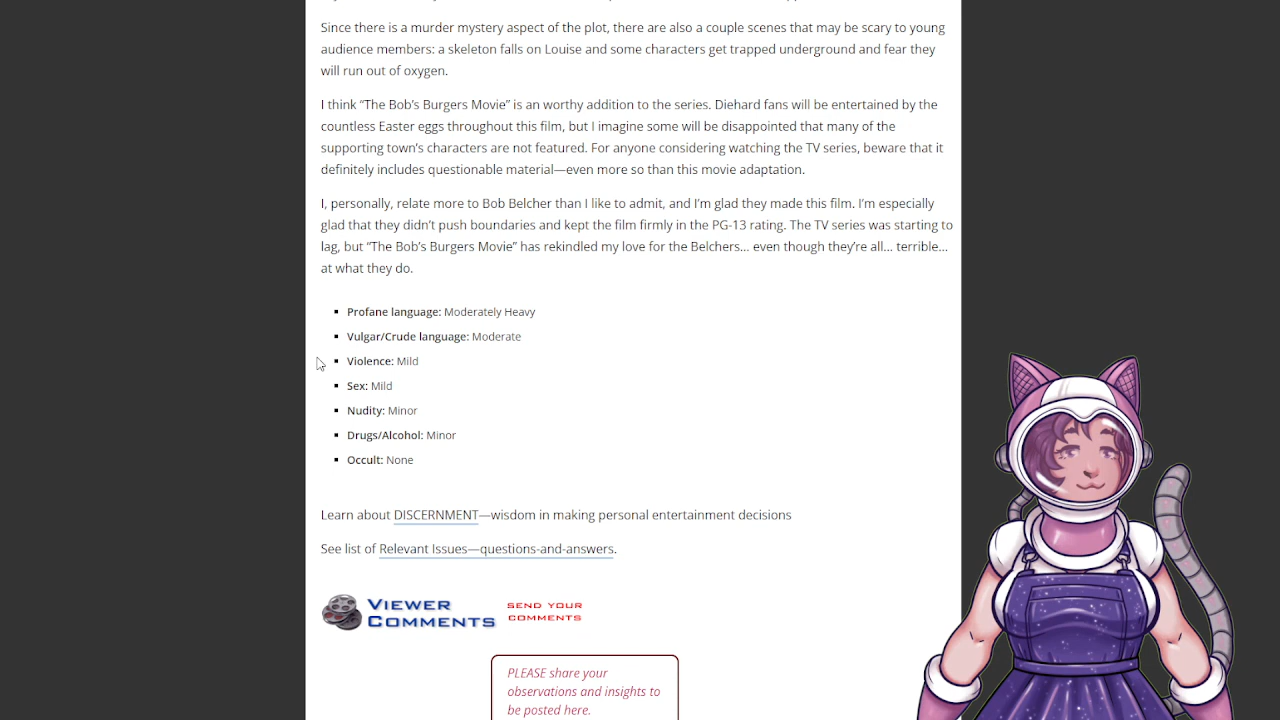 Since there is a murder mystery aspect of the plot, there are also a couple scenes that may be scary to young
audience members: a skeleton falls on Louise and some characters get trapped underground and fear they
will run out of oxygen.
I think “The Bob’s Burgers Movie” is an worthy addition to the series. Diehard fans will be entertained by the
countless Easter eggs throughout this film, but I imagine some will be disappointed that many of the
supporting town’s characters are not featured. For anyone considering watching the TV series, beware that it
definitely includes questionable material—even more so than this movie adaptation.
I, personally, relate more to Bob Belcher than I like to admit, and I’m glad they made this film. I’m especially
glad that they didn’t push boundaries and kept the film firmly in the PG-13 rating. The TV series was starting to
lag, but “The Bob’s Burgers Movie” has rekindled my love for the Belchers… even though they’re all… terrible…
at what they do.
▪ Profane language: Moderately Heavy
▪ Vulgar/Crude language: Moderate
▪ Violence: Mild
▪ Sex: Mild
▪ Nudity: Minor
▪ Drugs/Alcohol: Minor
▪ Occult: None
Learn about DISCERNMENT—wisdom in making personal entertainment decisions
See list of Relevant Issues—questions-and-answers.
VIEWER
COMMENTS
SEND YOUR
COMMENTS
PLEASE share your
observations and insights to
be posted here.